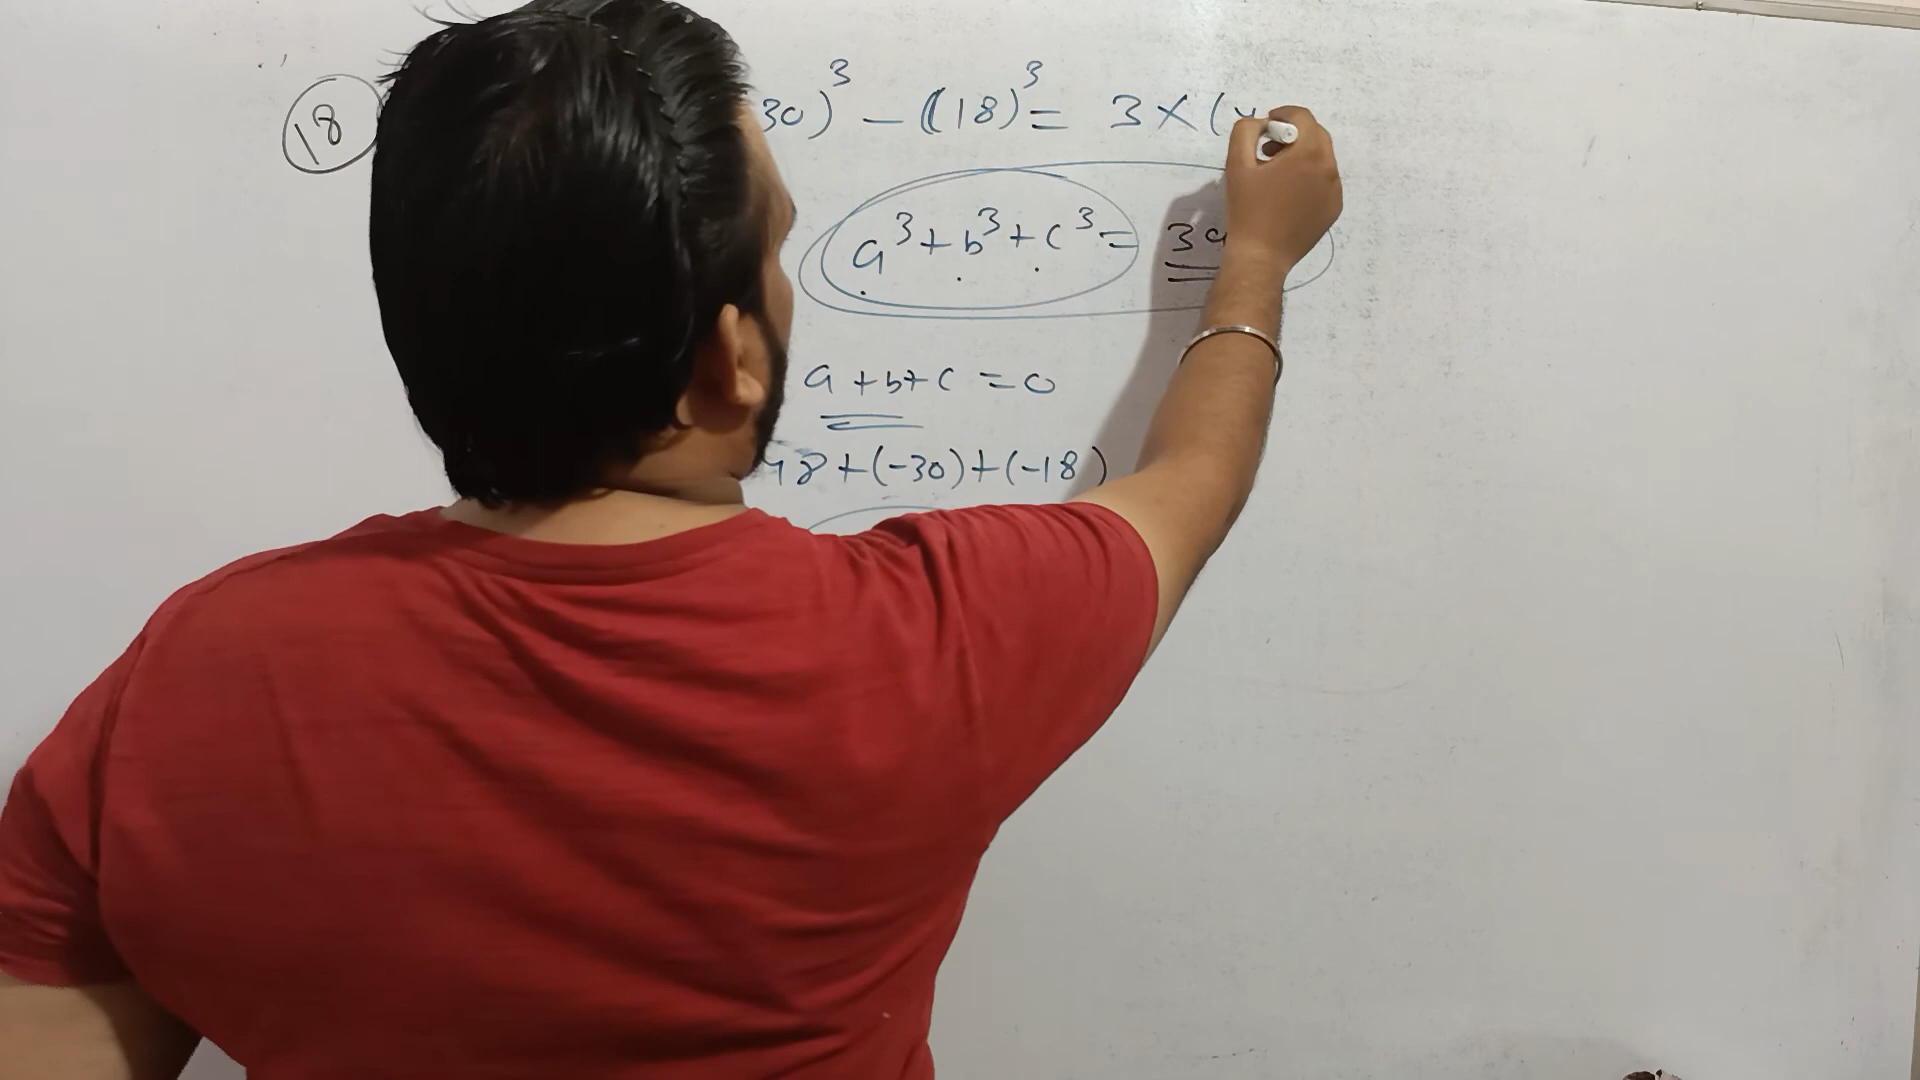 18
30)³ - (18)³ = 3 × (
a³ + b³ + c³ = 3a
a + b + c = 0
48 + (-30) + (-18)